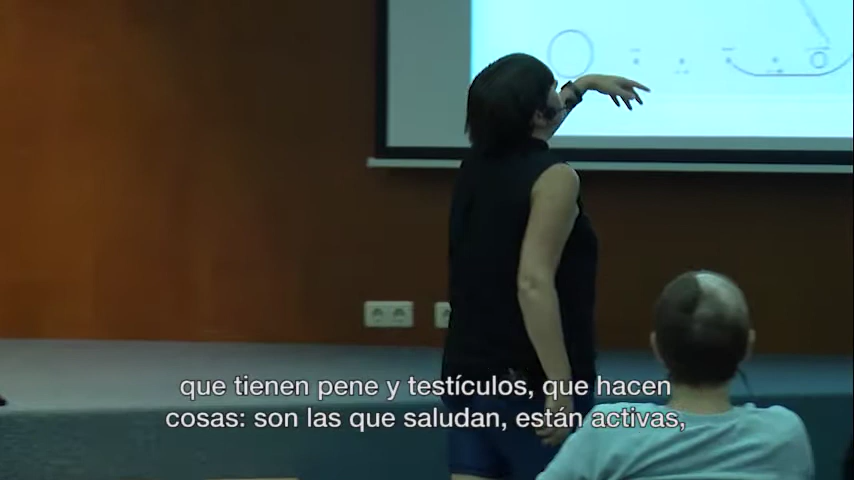 que tienen pene y testículos, que hacen
cosas: son las que saludan, están activas,